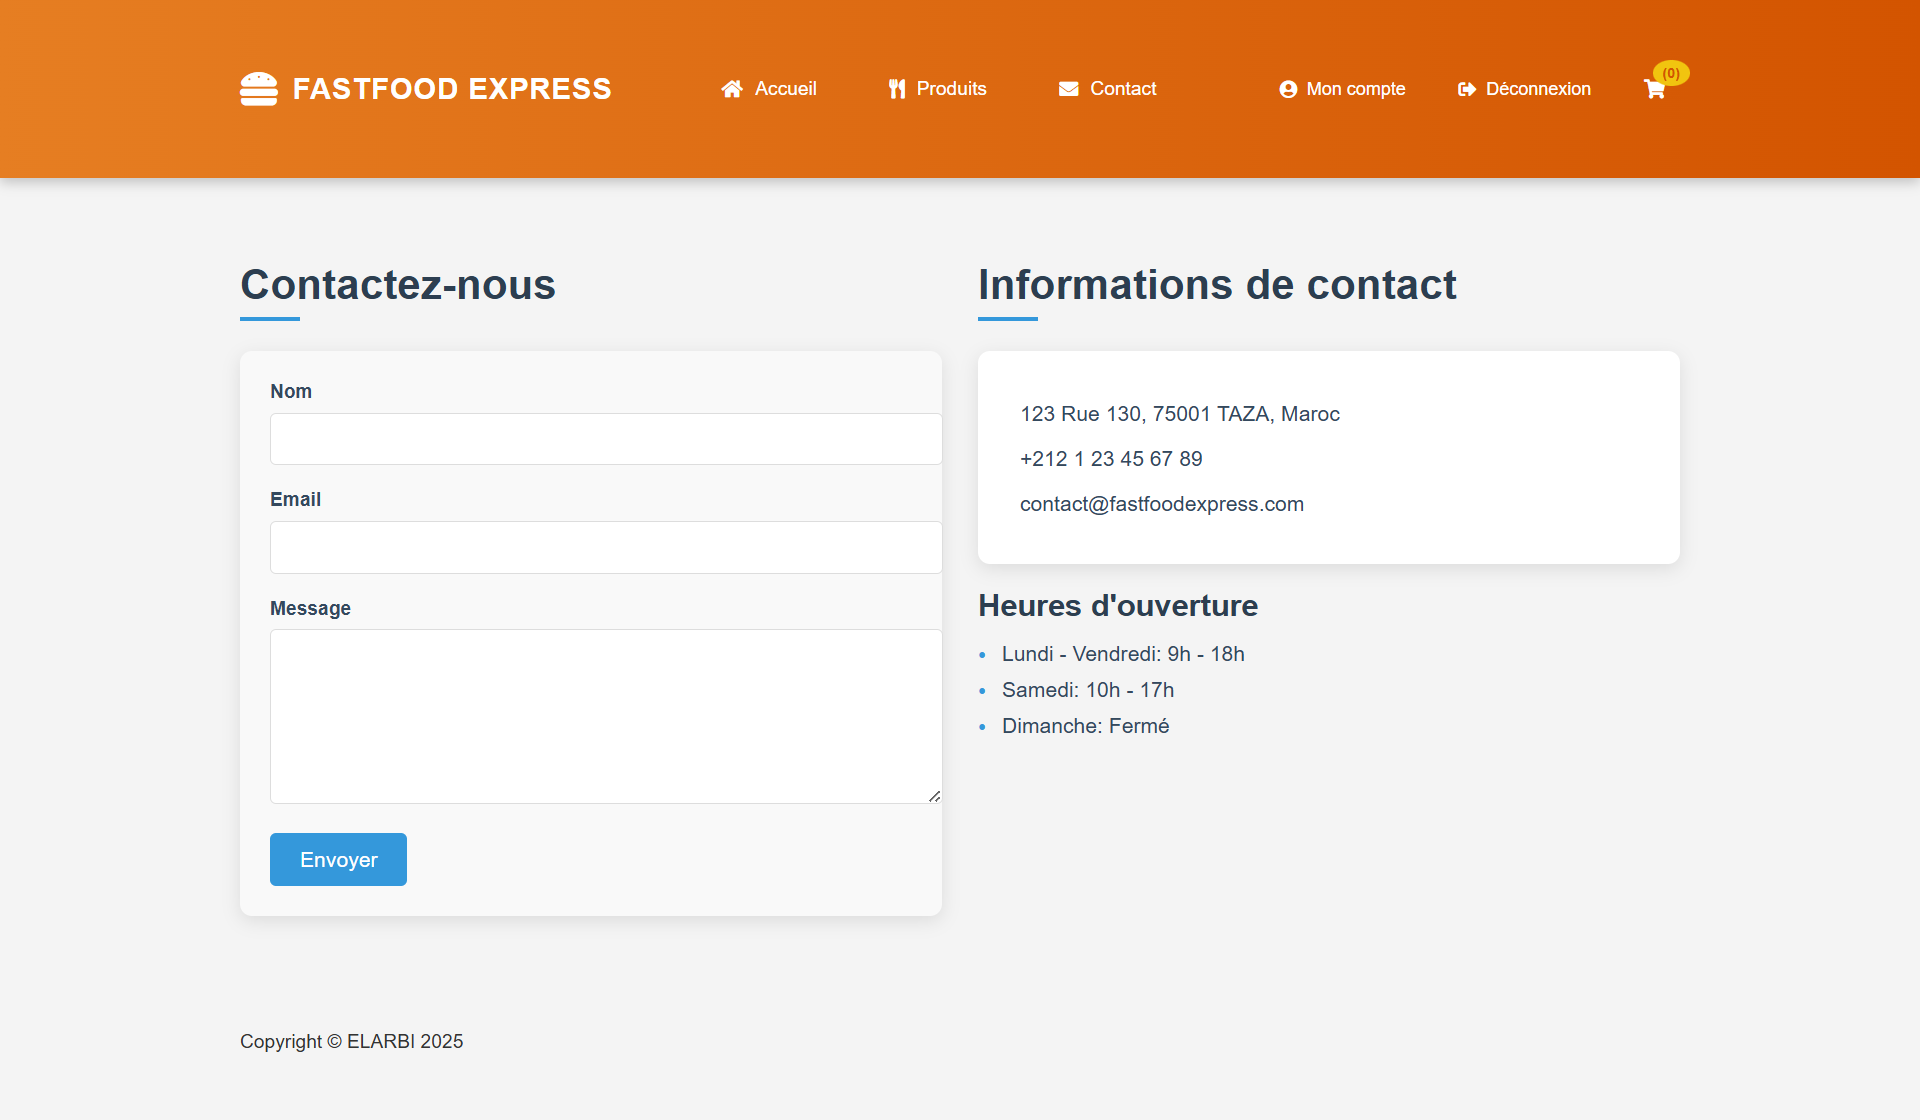 FASTFOOD EXPRESS
Accueil
Produits
Contact
Mon compte
Déconnexion
(0)
Contactez-nous
Nom
Email
Message
Envoyer
Informations de contact
123 Rue 130, 75001 TAZA, Maroc
+212 1 23 45 67 89
contact@fastfoodexpress.com
Heures d'ouverture
• Lundi - Vendredi: 9h - 18h
• Samedi: 10h - 17h
• Dimanche: Fermé
Copyright © ELARBI 2025